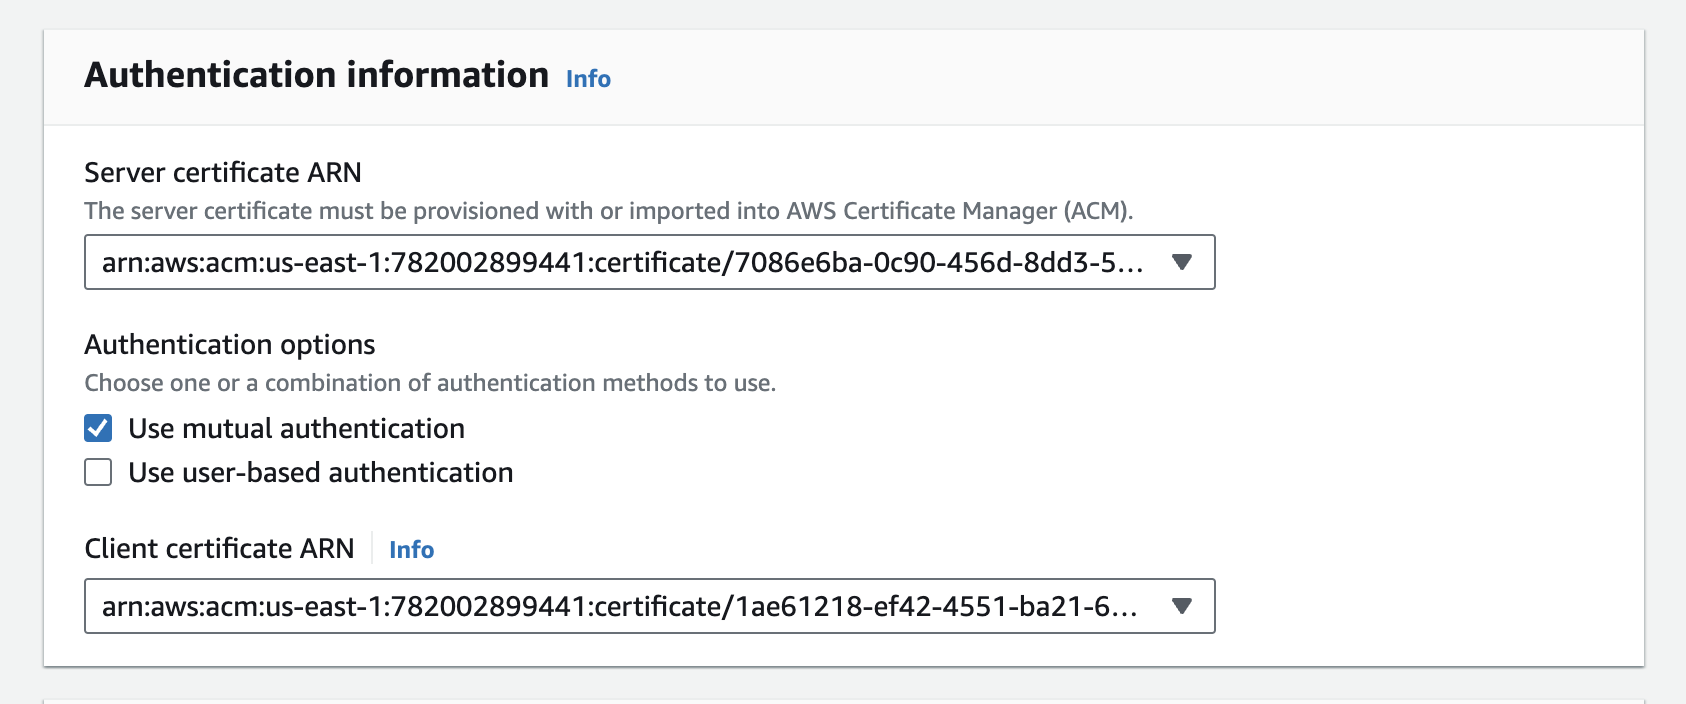 Authentication information Info
Server certificate ARN
The server certificate must be provisioned with or imported into AWS Certificate Manager (ACM).
arn:aws:acm:us-east-1:782002899441:certificate/7086e6ba-0c90-456d-8dd3-5...
Authentication options
Choose one or a combination of authentication methods to use.
Use mutual authentication
Use user-based authentication
Client certificate ARN Info
arn:aws:acm:us-east-1:782002899441:certificate/1ae61218-ef42-4551-ba21-6...